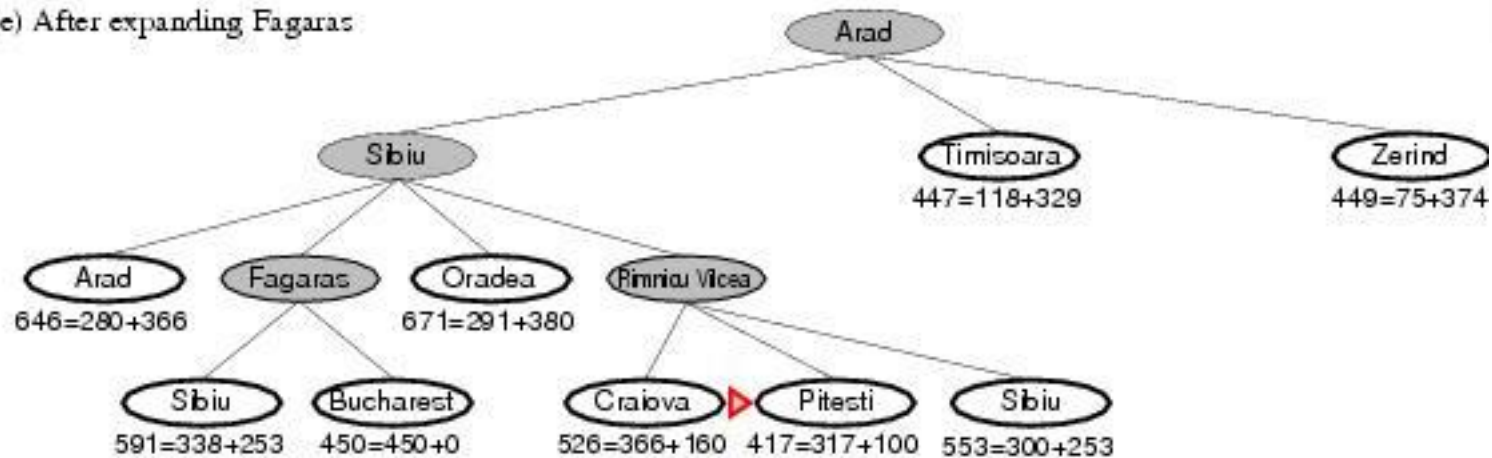 e) After expanding Fagaras
Arad
Sibiu
Timisoara
Zerind
447=118+329
449=75+374
Arad
Fagaras
Oradea
Rimnicu Vilcea
646=280+366
671=291+380
Sibiu
Bucharest
Craiova
Pitesti
Sibiu
591=338+253
450=450+0
526=366+160
417=317+100
553=300+253